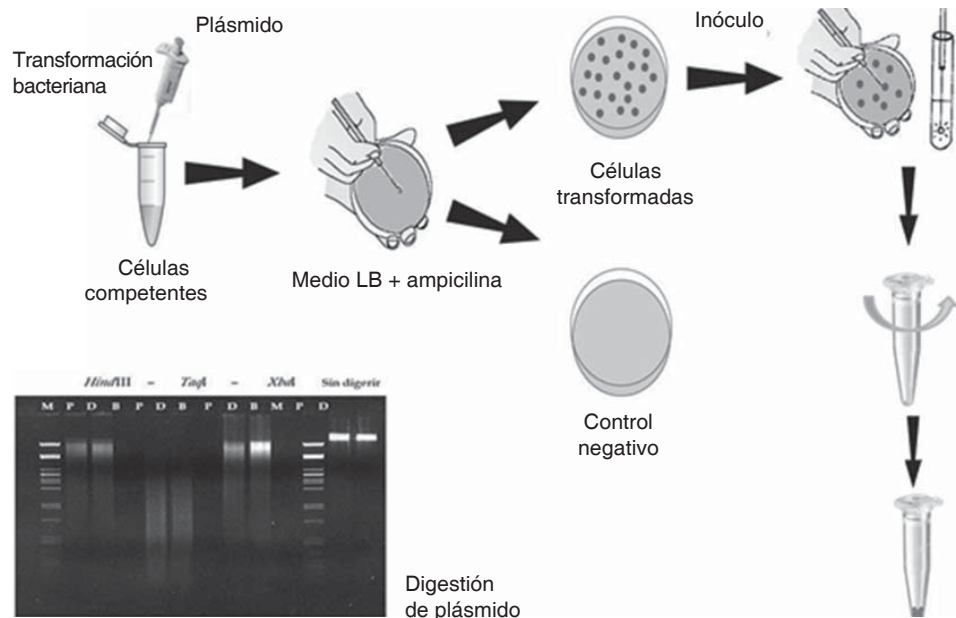 Plásmido
Transformación
bacteriana
Células
competentes
Medio LB + ampicilina
Células
transformadas
Inóculo
Control
negativo
HindIII – TaqI – XbaI Sin digerir
M P D B P D B P D B M P D
Digestión
de plásmido